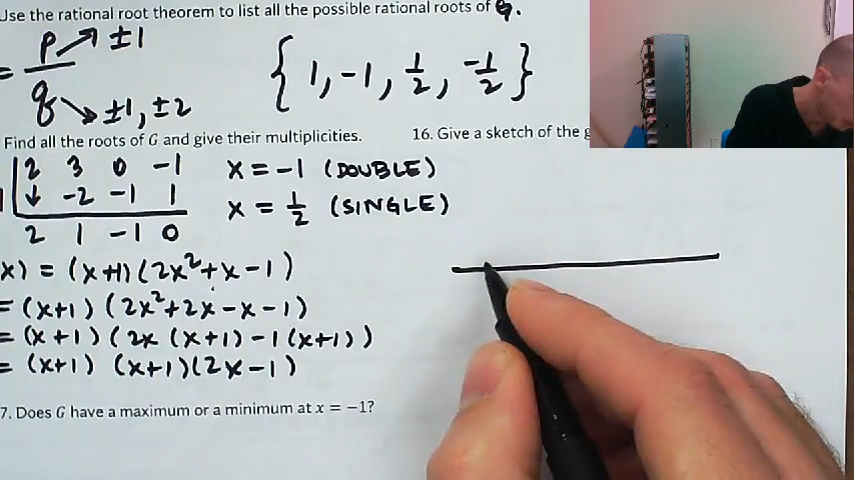 Use the rational root theorem to list all the possible rational roots of G.
= p/q
p ↗ ±1
q ↘ ±1, ±2
{ 1, -1, 1/2, -1/2 }
Find all the roots of G and give their multiplicities.
2 3 0 -1
↓ -2 -1 1
2 1 -1 0
x = -1 (DOUBLE)
x = 1/2 (SINGLE)
x) = (x+1)(2x²+x-1)
= (x+1)(2x²+2x-x-1)
= (x+1)(2x(x+1)-1(x+1))
= (x+1)(x+1)(2x-1)
16. Give a sketch of the g
7. Does G have a maximum or a minimum at x = −1?